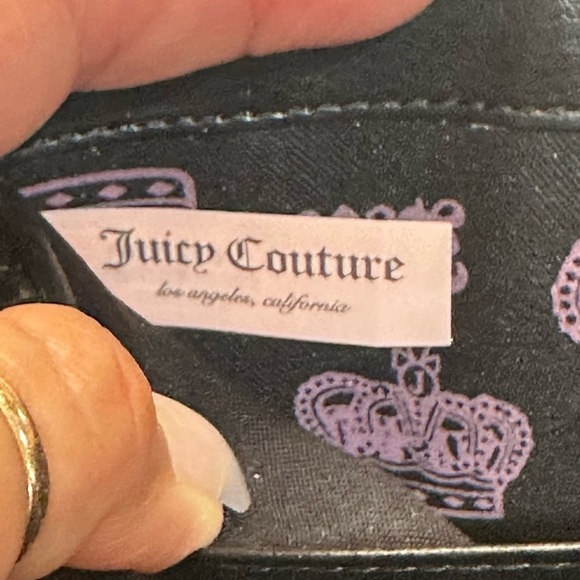 Juicy Couture
los angeles, california
J